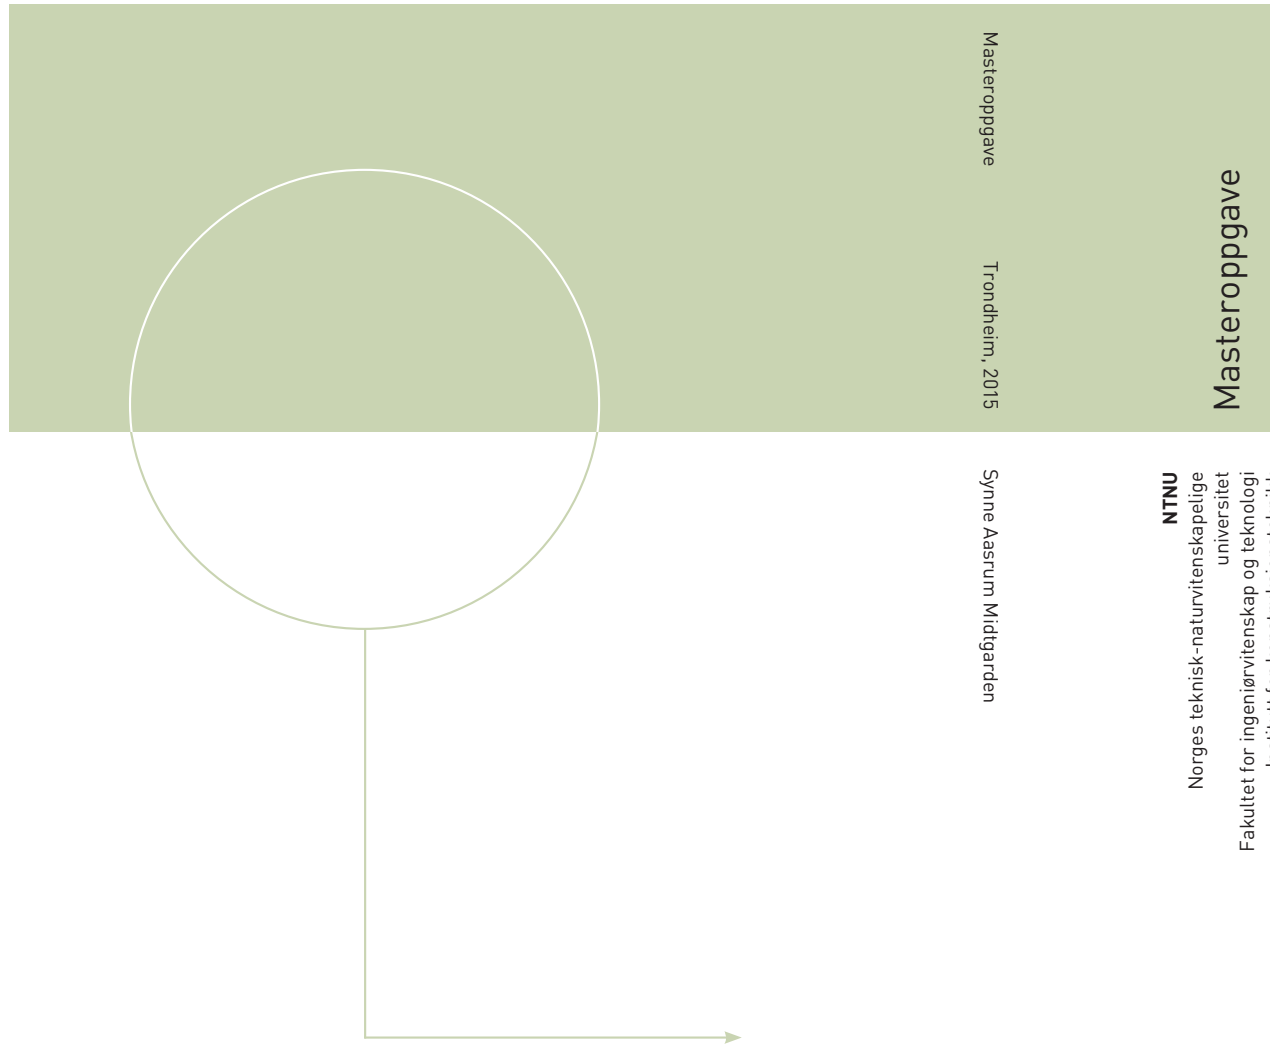 Masteroppgave
Trondheim, 2015
Synne Aasrum Midtgarden
Masteroppgave
NTNU
Norges teknisk-naturvitenskapelige
universitet
Fakultet for ingeniørvitenskap og teknologi